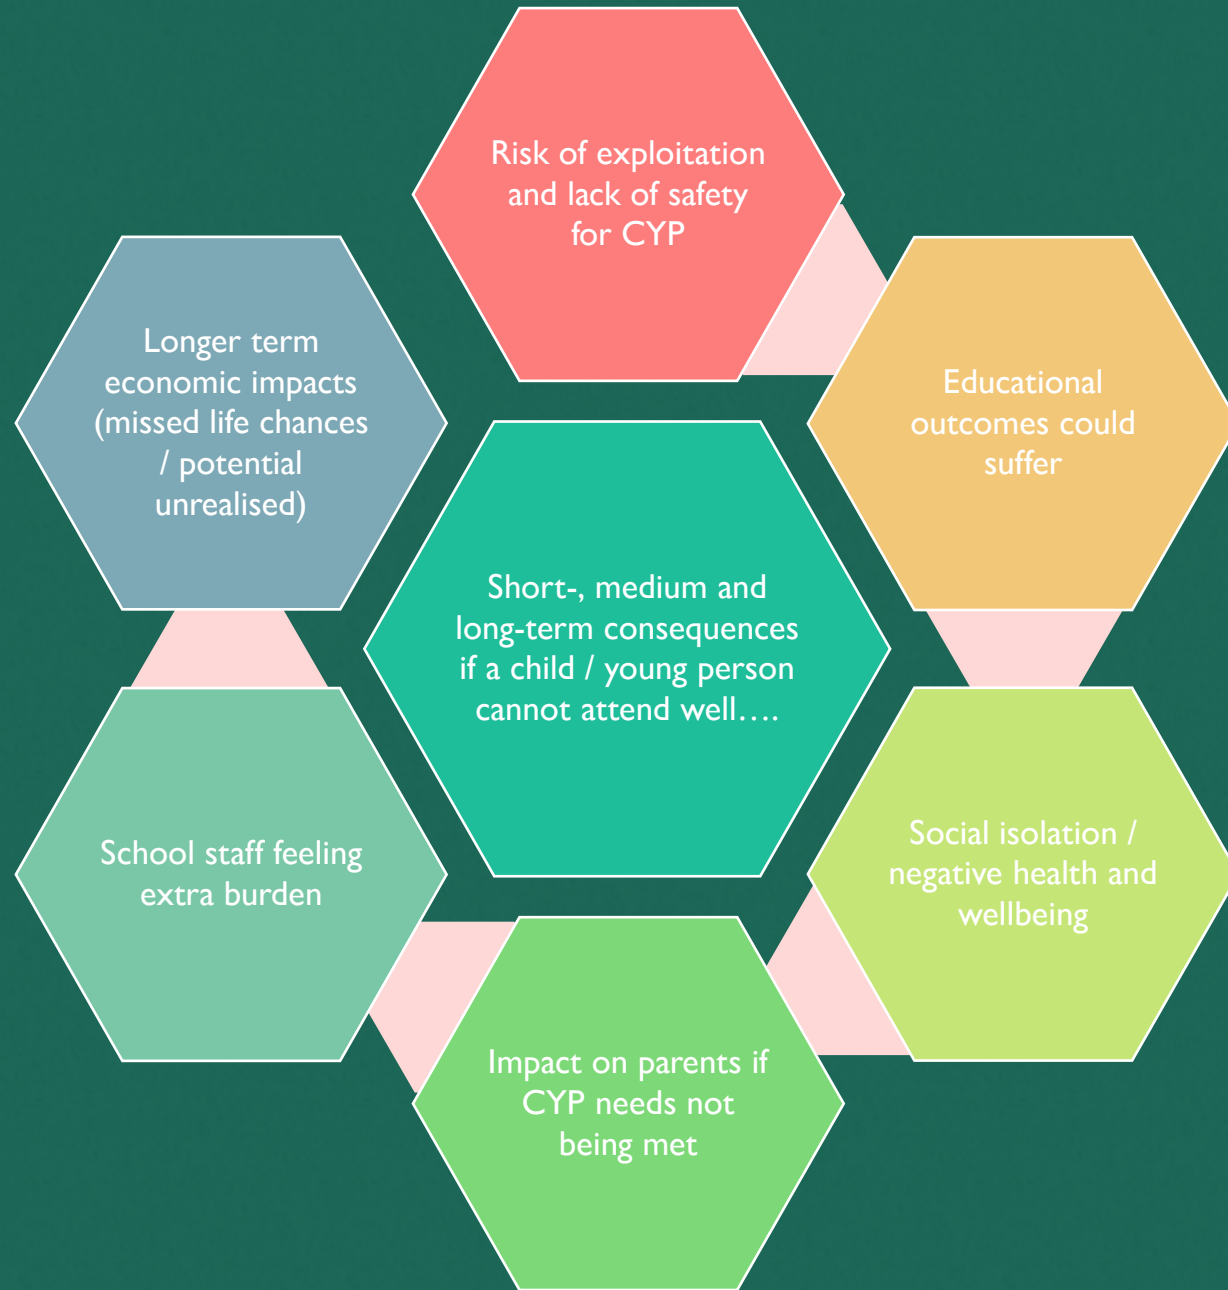 Risk of exploitation
and lack of safety
for CYP
Educational
outcomes could
suffer
Social isolation /
negative health and
wellbeing
Impact on parents if
CYP needs not
being met
School staff feeling
extra burden
Longer term
economic impacts
(missed life chances
/ potential
unrealised)
Short-, medium and
long-term consequences
if a child / young person
cannot attend well….